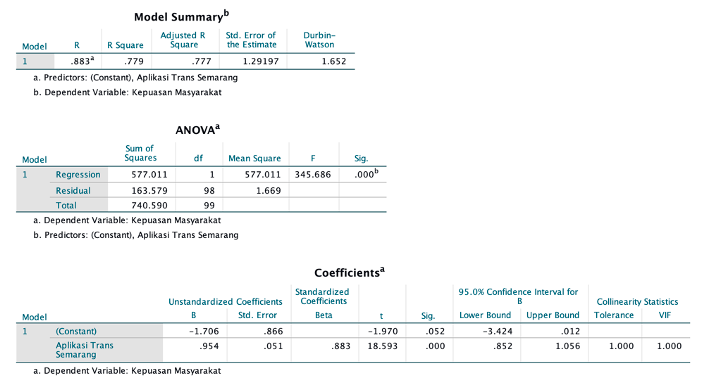 Model Summaryb
Model R R Square Adjusted R Square Std. Error of the Estimate Durbin-Watson
1 .883a .779 .777 1.29197 1.652
a. Predictors: (Constant), Aplikasi Trans Semarang
b. Dependent Variable: Kepuasan Masyarakat
ANOVAa
Model Sum of Squares df Mean Square F Sig.
1 Regression 577.011 1 577.011 345.686 .000b
Residual 163.579 98 1.669
Total 740.590 99
a. Dependent Variable: Kepuasan Masyarakat
b. Predictors: (Constant), Aplikasi Trans Semarang
Coefficientsa
Unstandardized Coefficients Standardized Coefficients 95.0% Confidence Interval for B Collinearity Statistics
Model B Std. Error Beta t Sig. Lower Bound Upper Bound Tolerance VIF
1 (Constant) -1.706 .866 -1.970 .052 -3.424 .012
Aplikasi Trans Semarang .954 .051 .883 18.593 .000 .852 1.056 1.000 1.000
a. Dependent Variable: Kepuasan Masyarakat